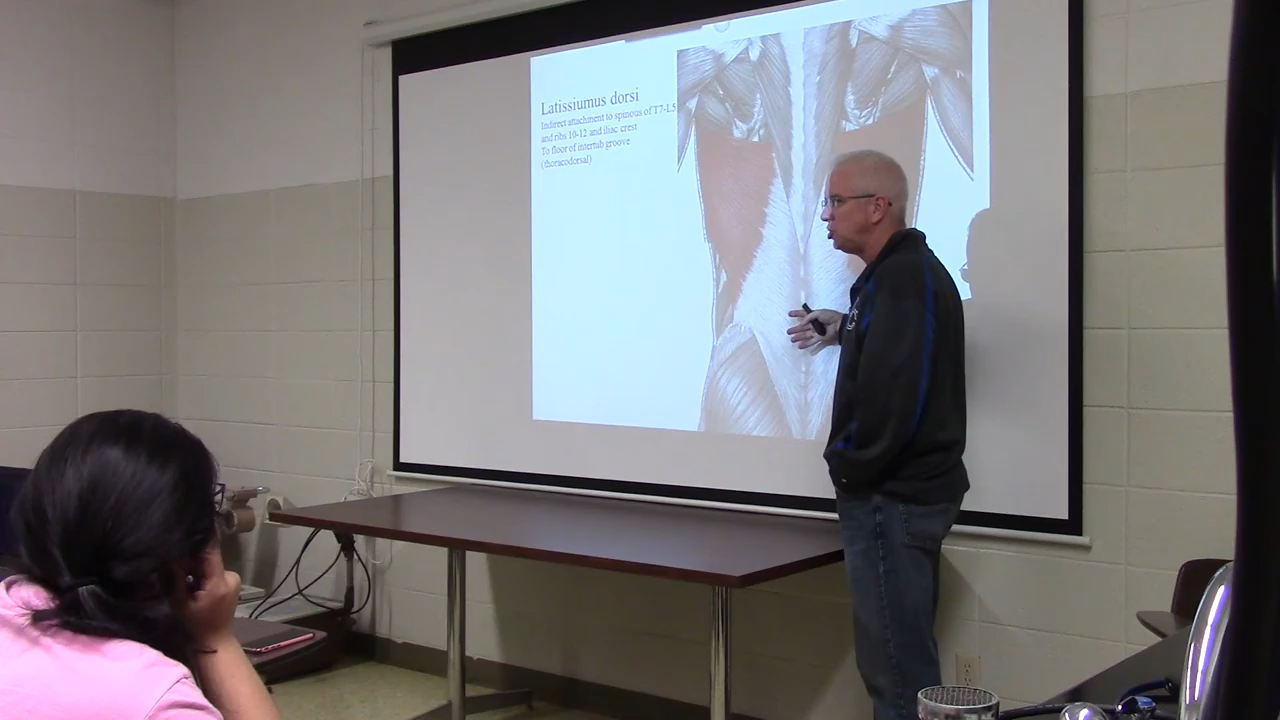 Latissiumus dorsi
Indirect attachment to spinous of T7-L5
and ribs 10-12 and iliac crest
To floor of intertub groove
(thoracodorsal)